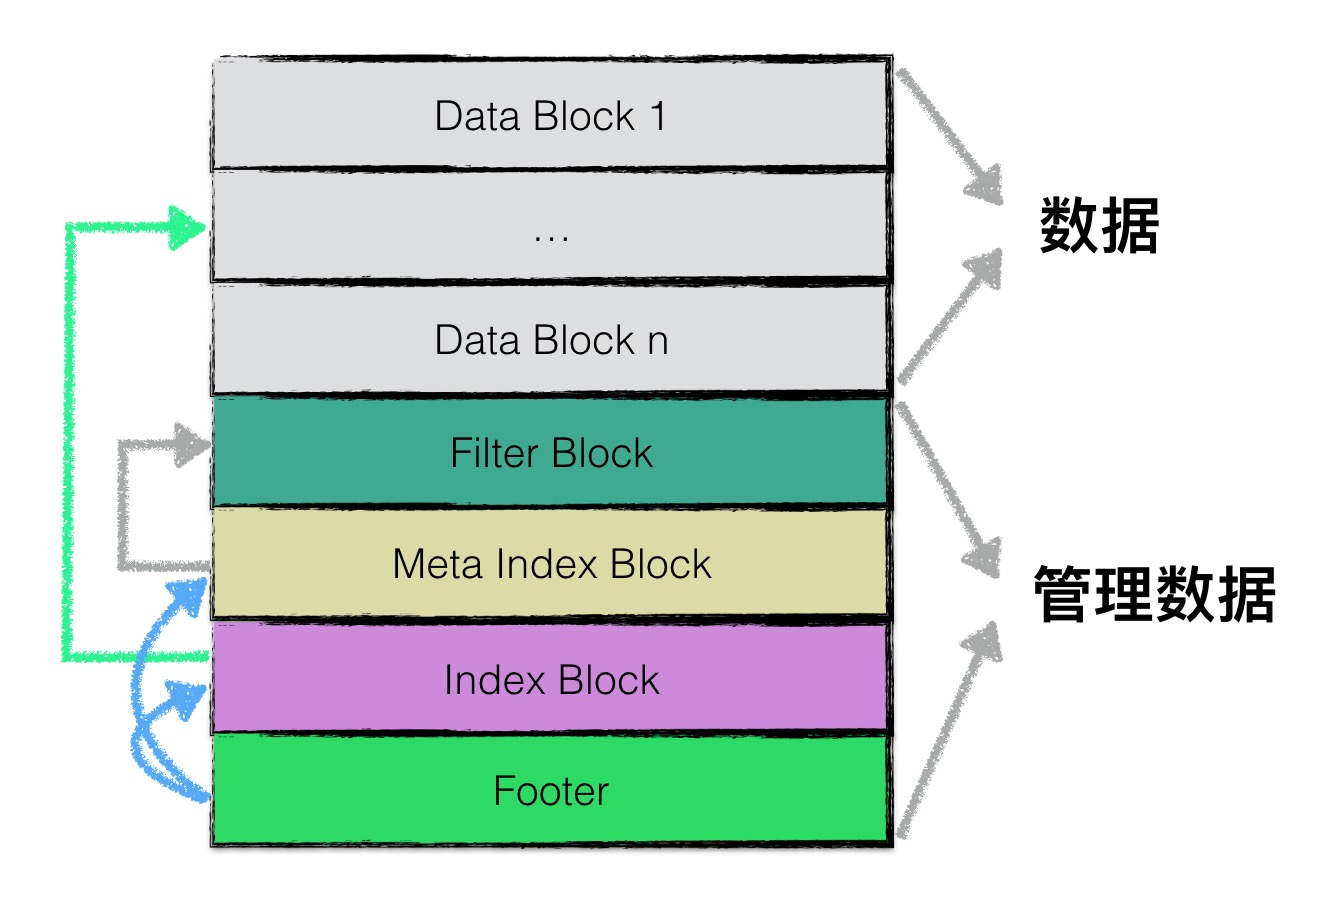 Data Block 1
…
Data Block n
Filter Block
Meta Index Block
Index Block
Footer
数据
管理数据